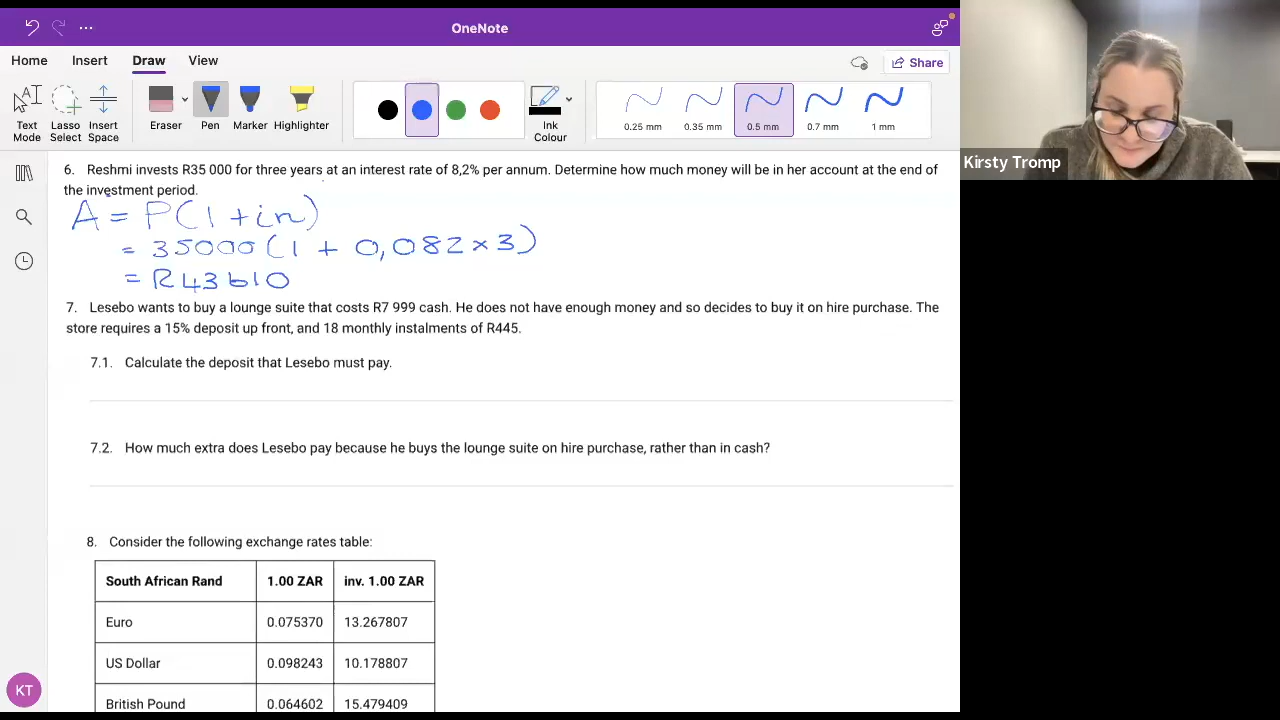 OneNote
Home Insert Draw View
Share
Text Mode
Lasso Select
Insert Space
Eraser
Pen
Marker
Highlighter
Ink Colour
0.25 mm
0.35 mm
0.5 mm
0.7 mm
1 mm
Kirsty Tromp
6. Reshmi invests R35 000 for three years at an interest rate of 8,2% per annum. Determine how much money will be in her account at the end of
the investment period.
A = P(1 + in)
= 35000(1 + 0,082 × 3)
= R43610
7. Lesebo wants to buy a lounge suite that costs R7 999 cash. He does not have enough money and so decides to buy it on hire purchase. The
store requires a 15% deposit up front, and 18 monthly instalments of R445.
7.1. Calculate the deposit that Lesebo must pay.
7.2. How much extra does Lesebo pay because he buys the lounge suite on hire purchase, rather than in cash?
8. Consider the following exchange rates table:
South African Rand 1.00 ZAR inv. 1.00 ZAR
Euro 0.075370 13.267807
US Dollar 0.098243 10.178807
British Pound 0.064602 15.479409
KT